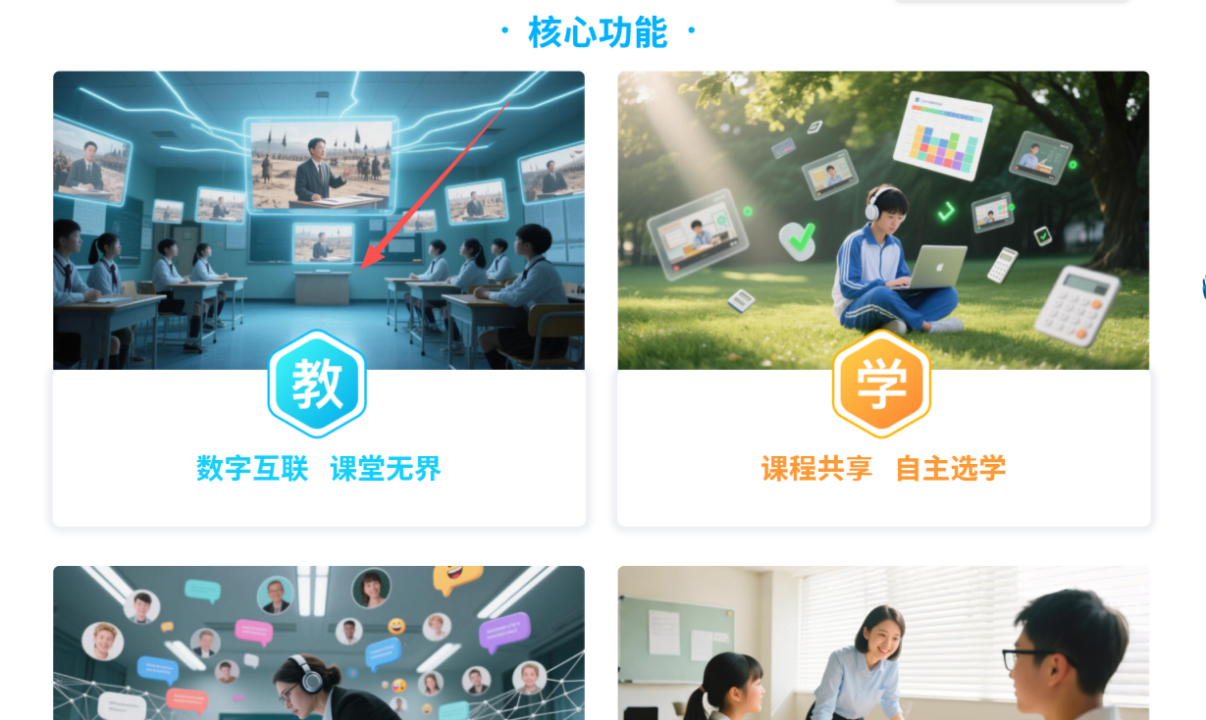 · 核心功能 ·
教
学
数字互联 课堂无界
课程共享 自主选学